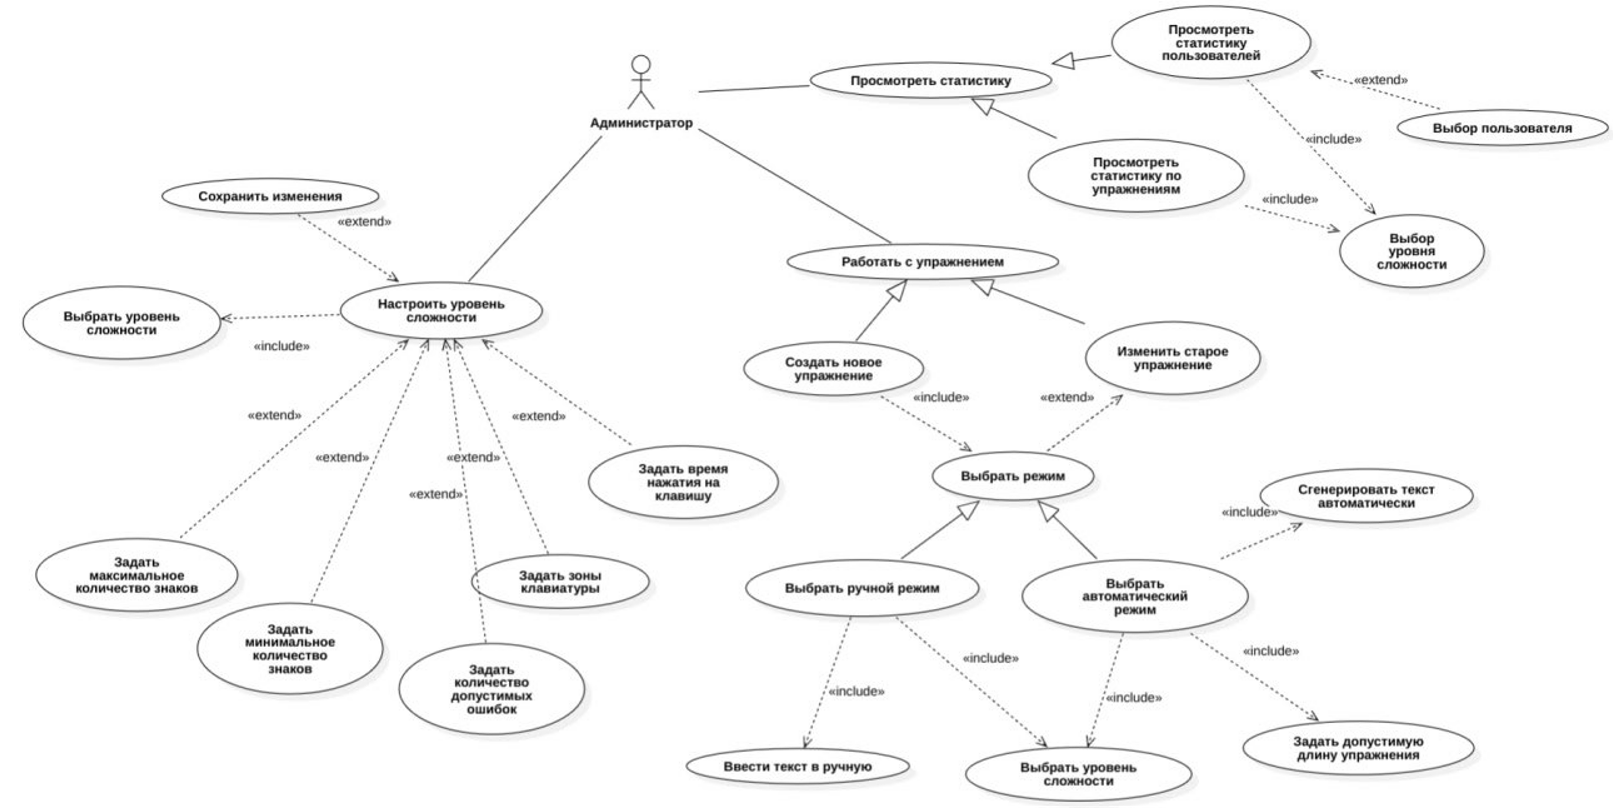 Просмотреть
статистику
пользователей
Просмотреть статистику
«extend»
Администратор
Выбор пользователя
«include»
Просмотреть
статистику по
упражнениям
Сохранить изменения
«include»
«extend»
Выбор
уровня
сложности
Работать с упражнением
Настроить уровень
сложности
Выбрать уровень
сложности
«include»
Создать новое
упражнение
Изменить старое
упражнение
«include»
«extend»
«extend»
«extend»
«extend»
«extend»
«extend»
Задать время
нажатия на
клавишу
Выбрать режим
Сгенерировать текст
автоматически
«include»
Задать
максимальное
количество знаков
Задать зоны
клавиатуры
Выбрать ручной режим
Выбрать
автоматический
режим
Задать
минимальное
количество
знаков
Задать
количество
допустимых
ошибок
«include»
«include»
«include»
«include»
Ввести текст в ручную
Выбрать уровень
сложности
Задать допустимую
длину упражнения